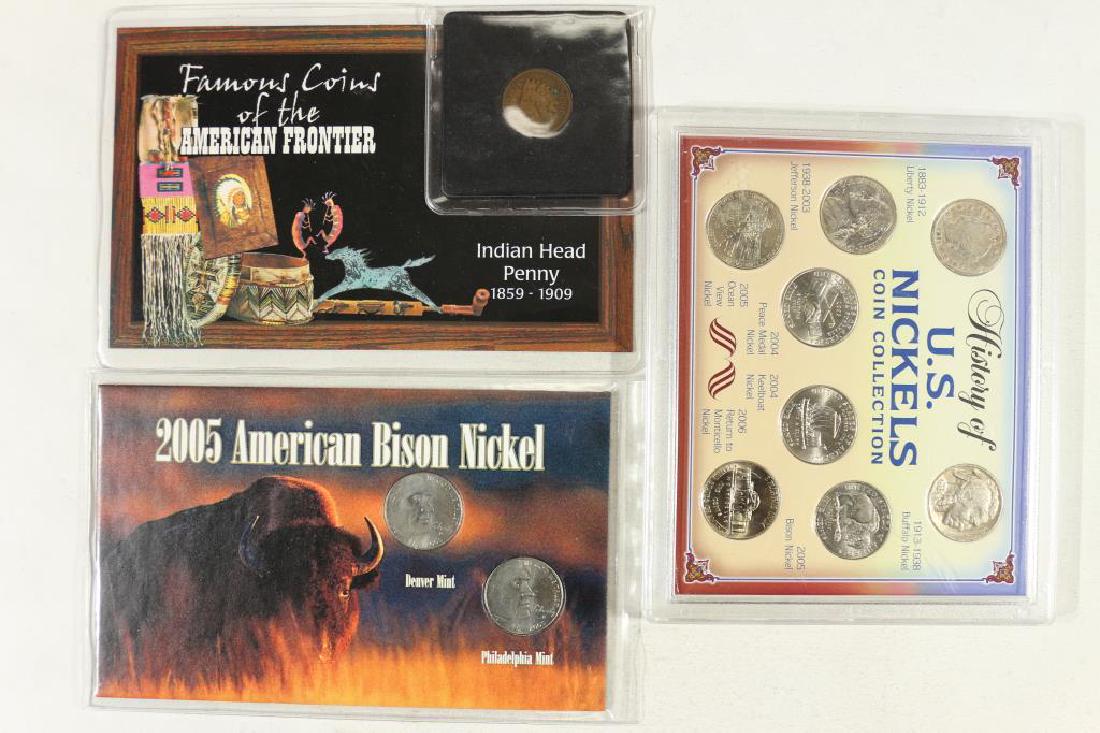 Famous Coins
of the
AMERICAN FRONTIER
Indian Head
Penny
1859 - 1909
2005 American Bison Nickel
Denver Mint
Philadelphia Mint
History of
U.S.
NICKELS
COIN COLLECTION
1883-1912
Liberty Nickel
1913-1938
Buffalo Nickel
1938-2003
Jefferson Nickel
2004
Peace Medal
Nickel
2004
Keelboat
Nickel
2005
Bison Nickel
2005
Ocean
View
Nickel
2006
Return to
Monticello
Nickel